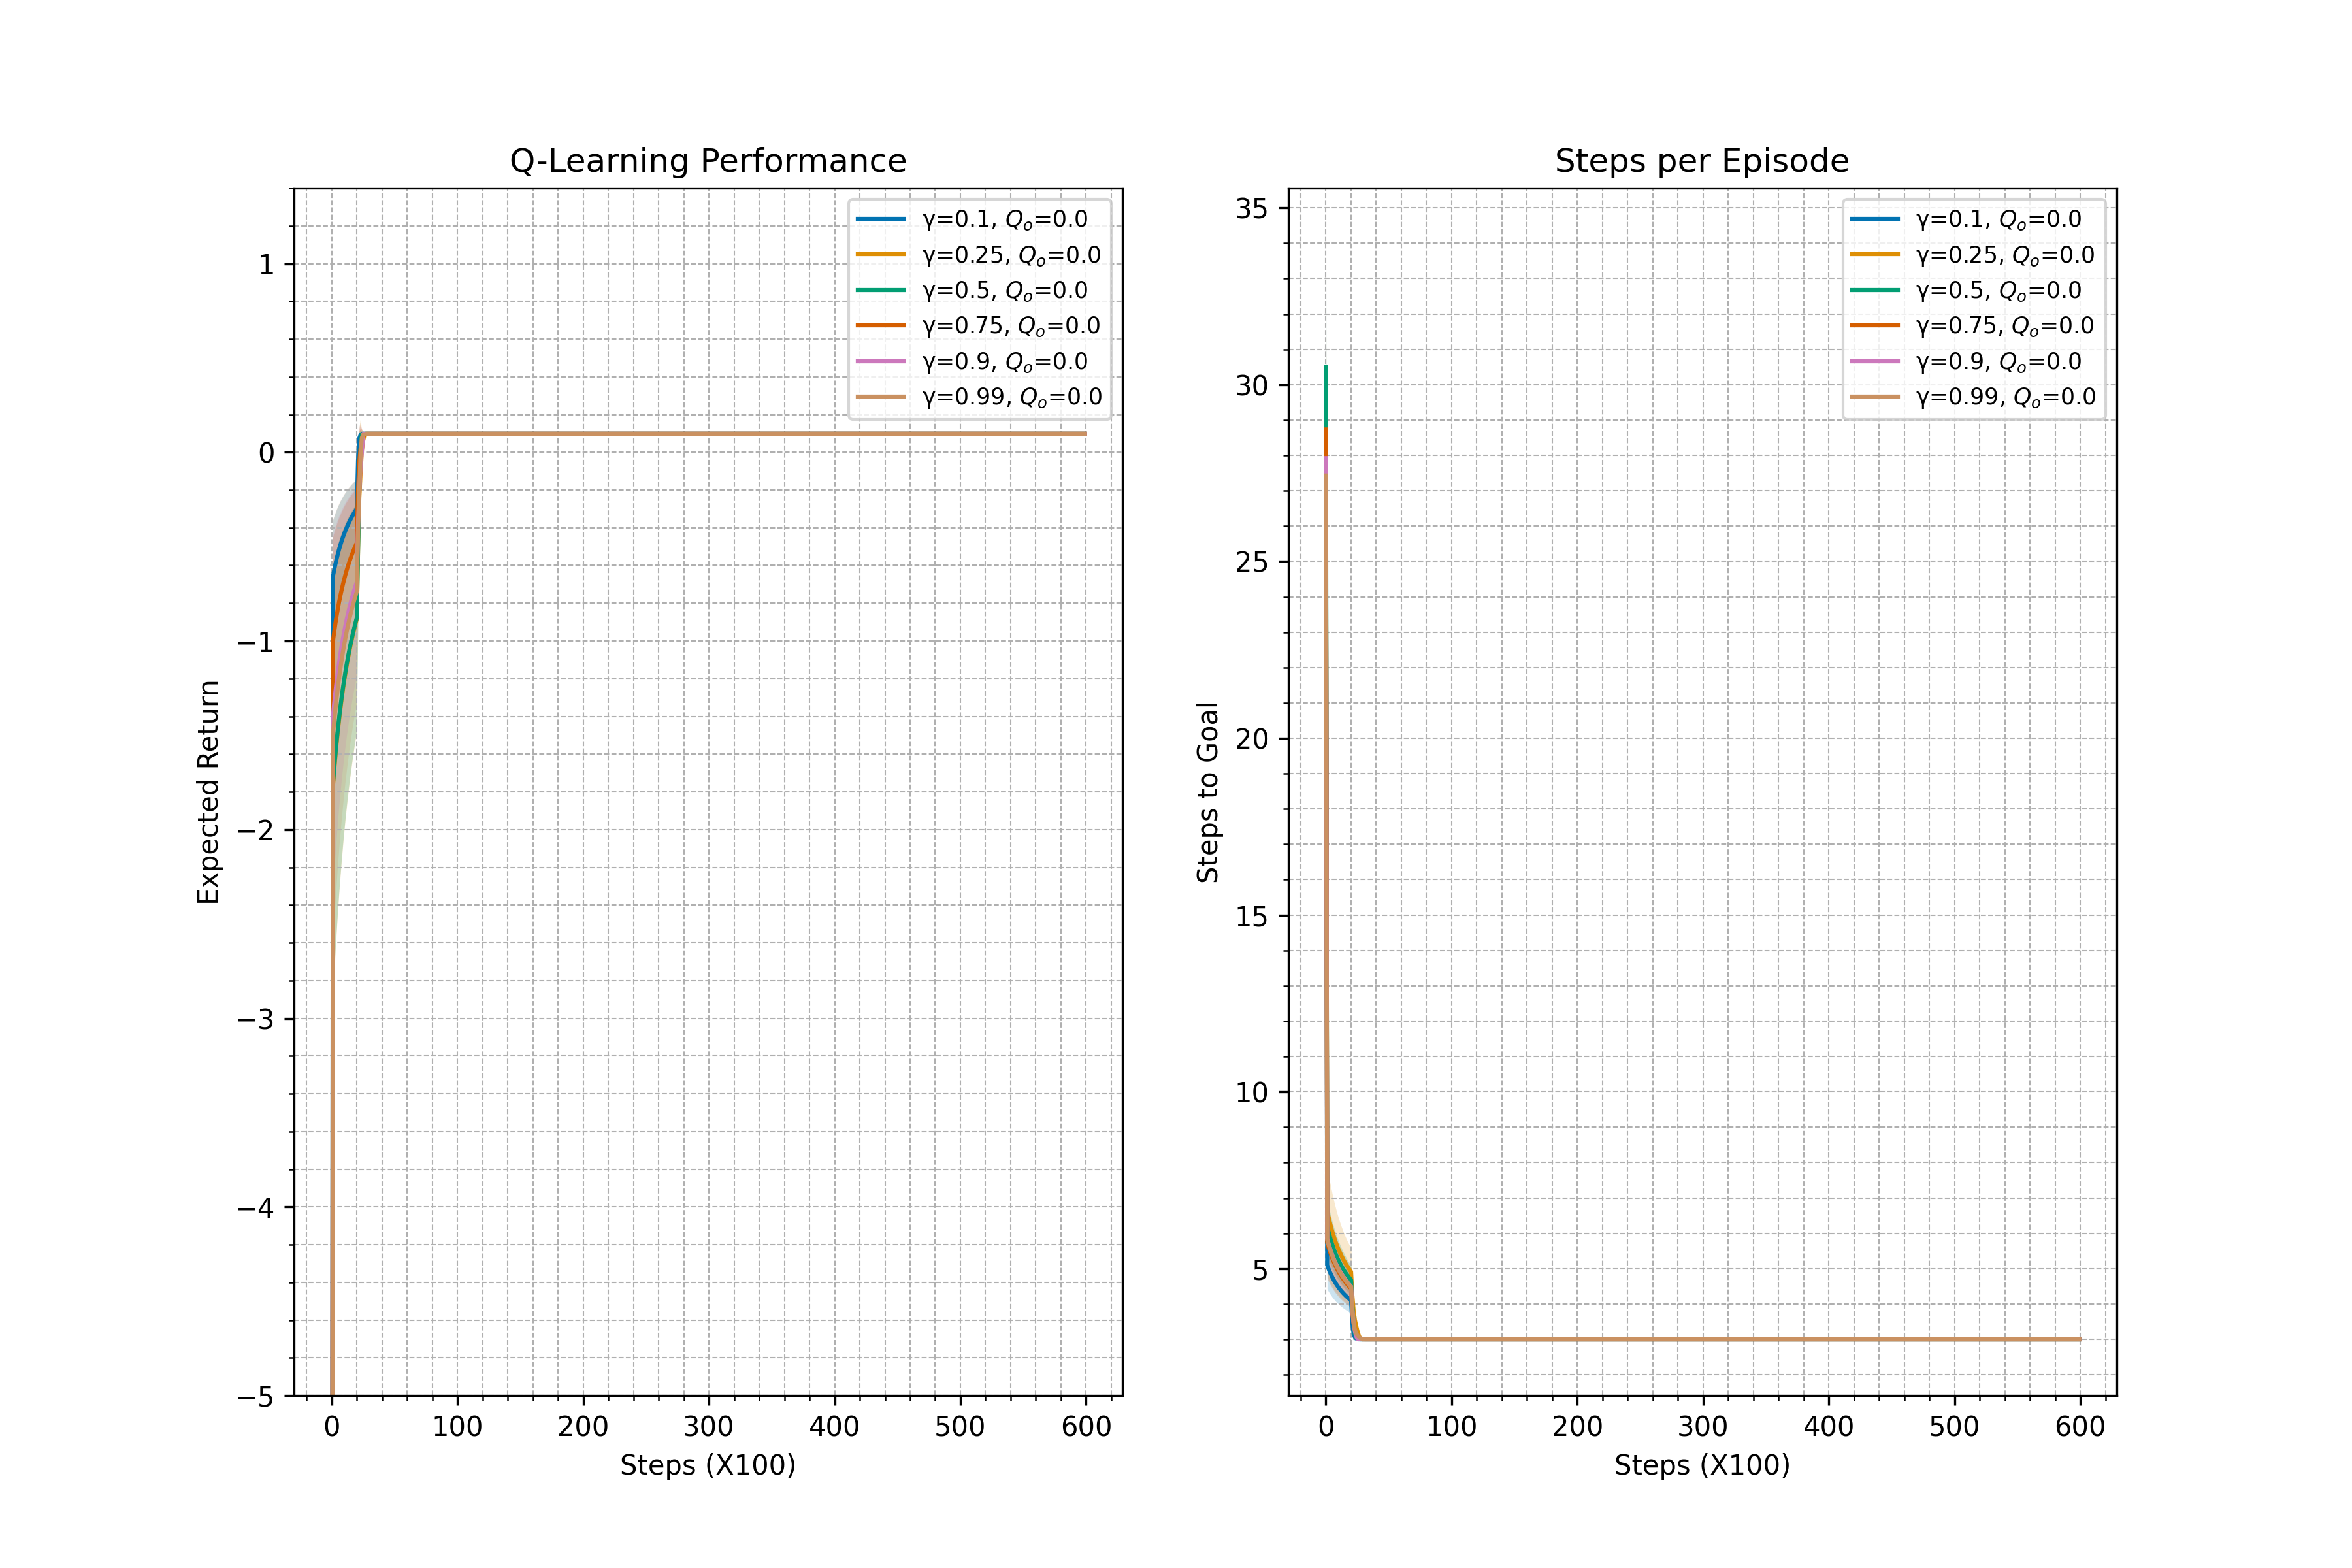 Q-Learning Performance
Expected Return
1
0
−1
−2
−3
−4
−5
γ=0.1, Qₒ=0.0
γ=0.25, Qₒ=0.0
γ=0.5, Qₒ=0.0
γ=0.75, Qₒ=0.0
γ=0.9, Qₒ=0.0
γ=0.99, Qₒ=0.0
0 100 200 300 400 500 600
Steps (X100)
Steps per Episode
Steps to Goal
35
30
25
20
15
10
5
γ=0.1, Qₒ=0.0
γ=0.25, Qₒ=0.0
γ=0.5, Qₒ=0.0
γ=0.75, Qₒ=0.0
γ=0.9, Qₒ=0.0
γ=0.99, Qₒ=0.0
0 100 200 300 400 500 600
Steps (X100)